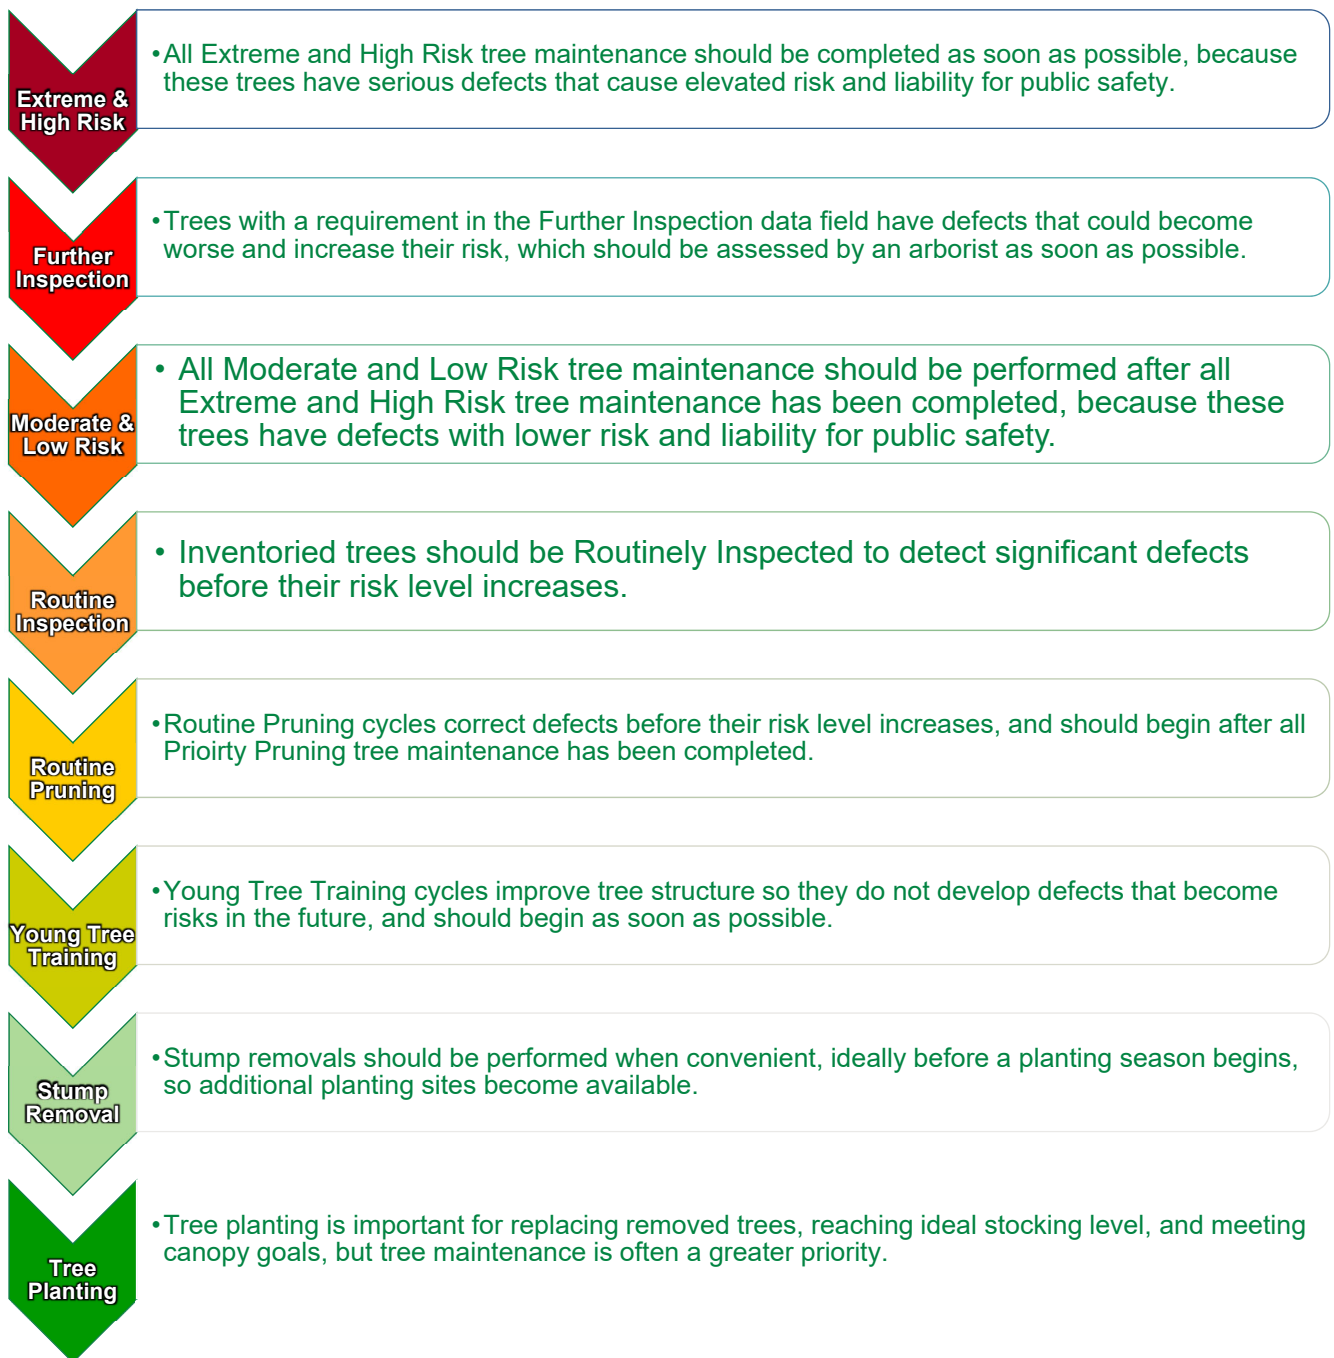 Extreme &
High Risk
•All Extreme and High Risk tree maintenance should be completed as soon as possible, because
these trees have serious defects that cause elevated risk and liability for public safety.
Further
Inspection
•Trees with a requirement in the Further Inspection data field have defects that could become
worse and increase their risk, which should be assessed by an arborist as soon as possible.
Moderate &
Low Risk
• All Moderate and Low Risk tree maintenance should be performed after all
Extreme and High Risk tree maintenance has been completed, because these
trees have defects with lower risk and liability for public safety.
Routine
Inspection
• Inventoried trees should be Routinely Inspected to detect significant defects
before their risk level increases.
Routine
Pruning
•Routine Pruning cycles correct defects before their risk level increases, and should begin after all
Prioirty Pruning tree maintenance has been completed.
Young Tree
Training
•Young Tree Training cycles improve tree structure so they do not develop defects that become
risks in the future, and should begin as soon as possible.
Stump
Removal
•Stump removals should be performed when convenient, ideally before a planting season begins,
so additional planting sites become available.
Tree
Planting
•Tree planting is important for replacing removed trees, reaching ideal stocking level, and meeting
canopy goals, but tree maintenance is often a greater priority.